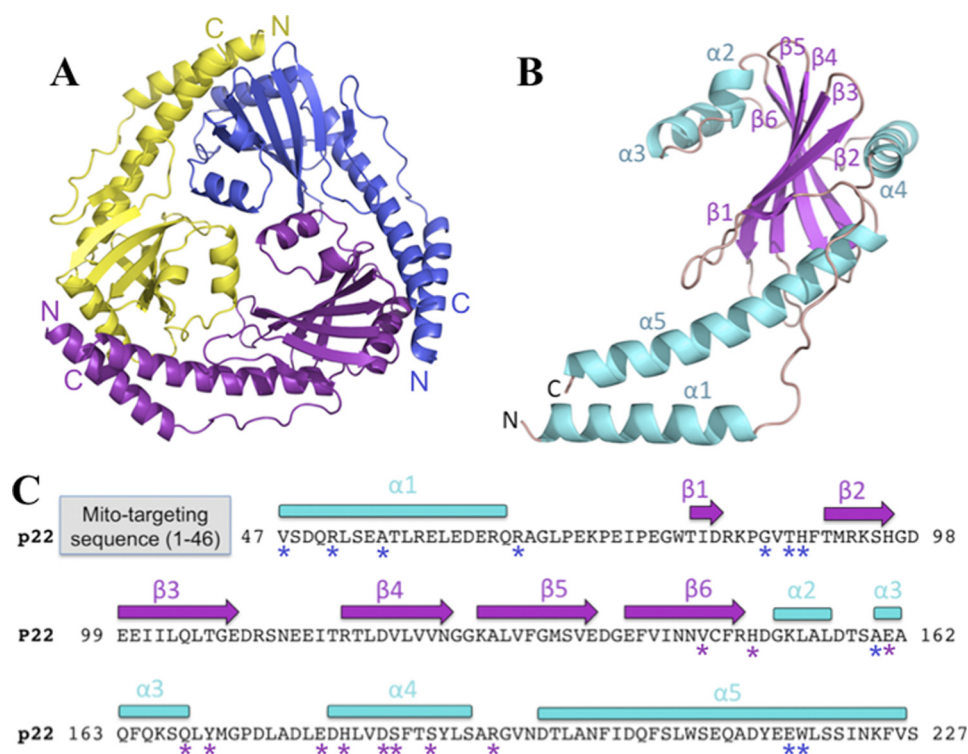 A
C N
C
N
N
C
B
α2
β5
β4
β3
β6
α3
β2
α4
β1
α5
C
α1
N
C
α1 β1 β2
Mito-targeting
sequence (1-46)
p22 47 VSDQRLSEATLRELEDERQRAGLPEKPEIPEGWTIDRKPGVTHFTMRKSHGD 98
* * * * * **
β3 β4 β5 β6 α2 α3
P22 99 EEIILQLTGEDRSNEEITRTLDVLVVNGGKALVFGMSVEDGEFVINNVCFRHDGKLALDTSAEA 162
* * **
α3 α4 α5
p22 163 QFQKSQLYMGPDLADLEDHLVDSFTSYLSARGVNDTLANFIDQFSLWSEQADYEEWLSSINKFVS 227
* * * * ** * * **